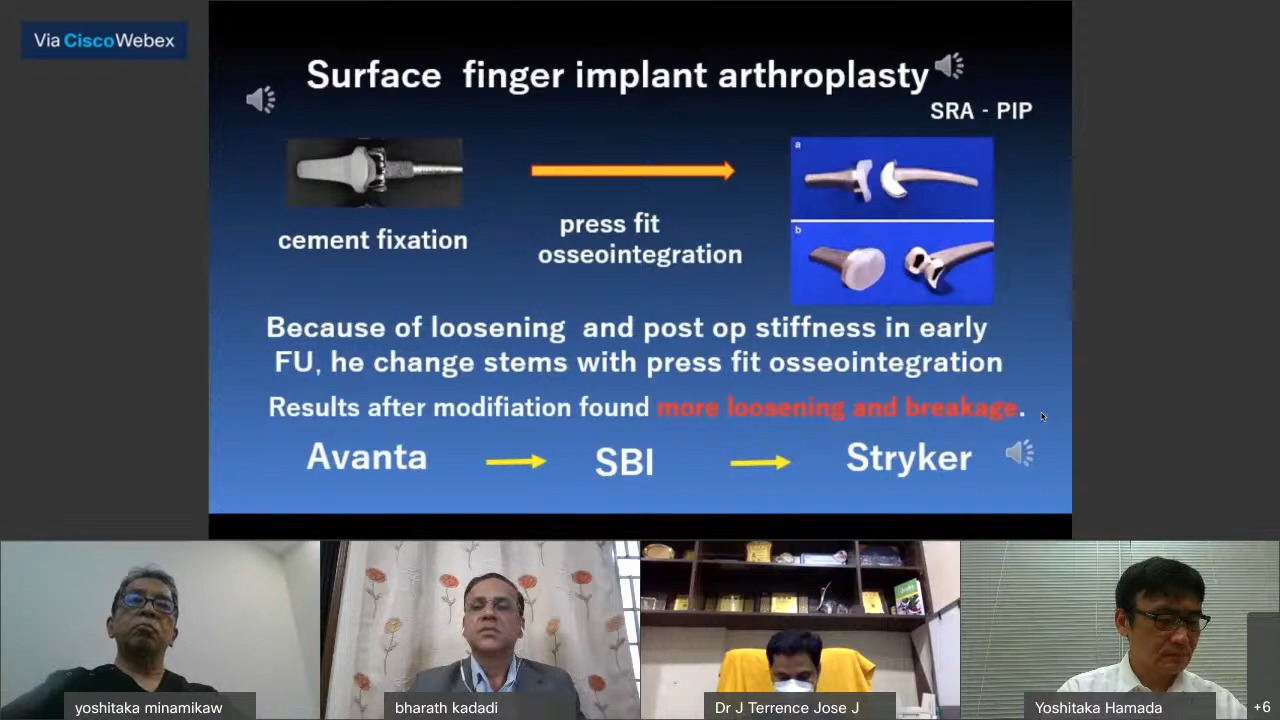 Via CiscoWebex
Surface finger implant arthroplasty
SRA - PIP
a
b
cement fixation
press fit
osseointegration
Because of loosening and post op stiffness in early
FU, he change stems with press fit osseointegration
Results after modifiation found more loosening and breakage.
Avanta
SBI
Stryker
yoshitaka minamikaw
bharath kadadi
Dr J Terrence Jose J
Yoshitaka Hamada
+6